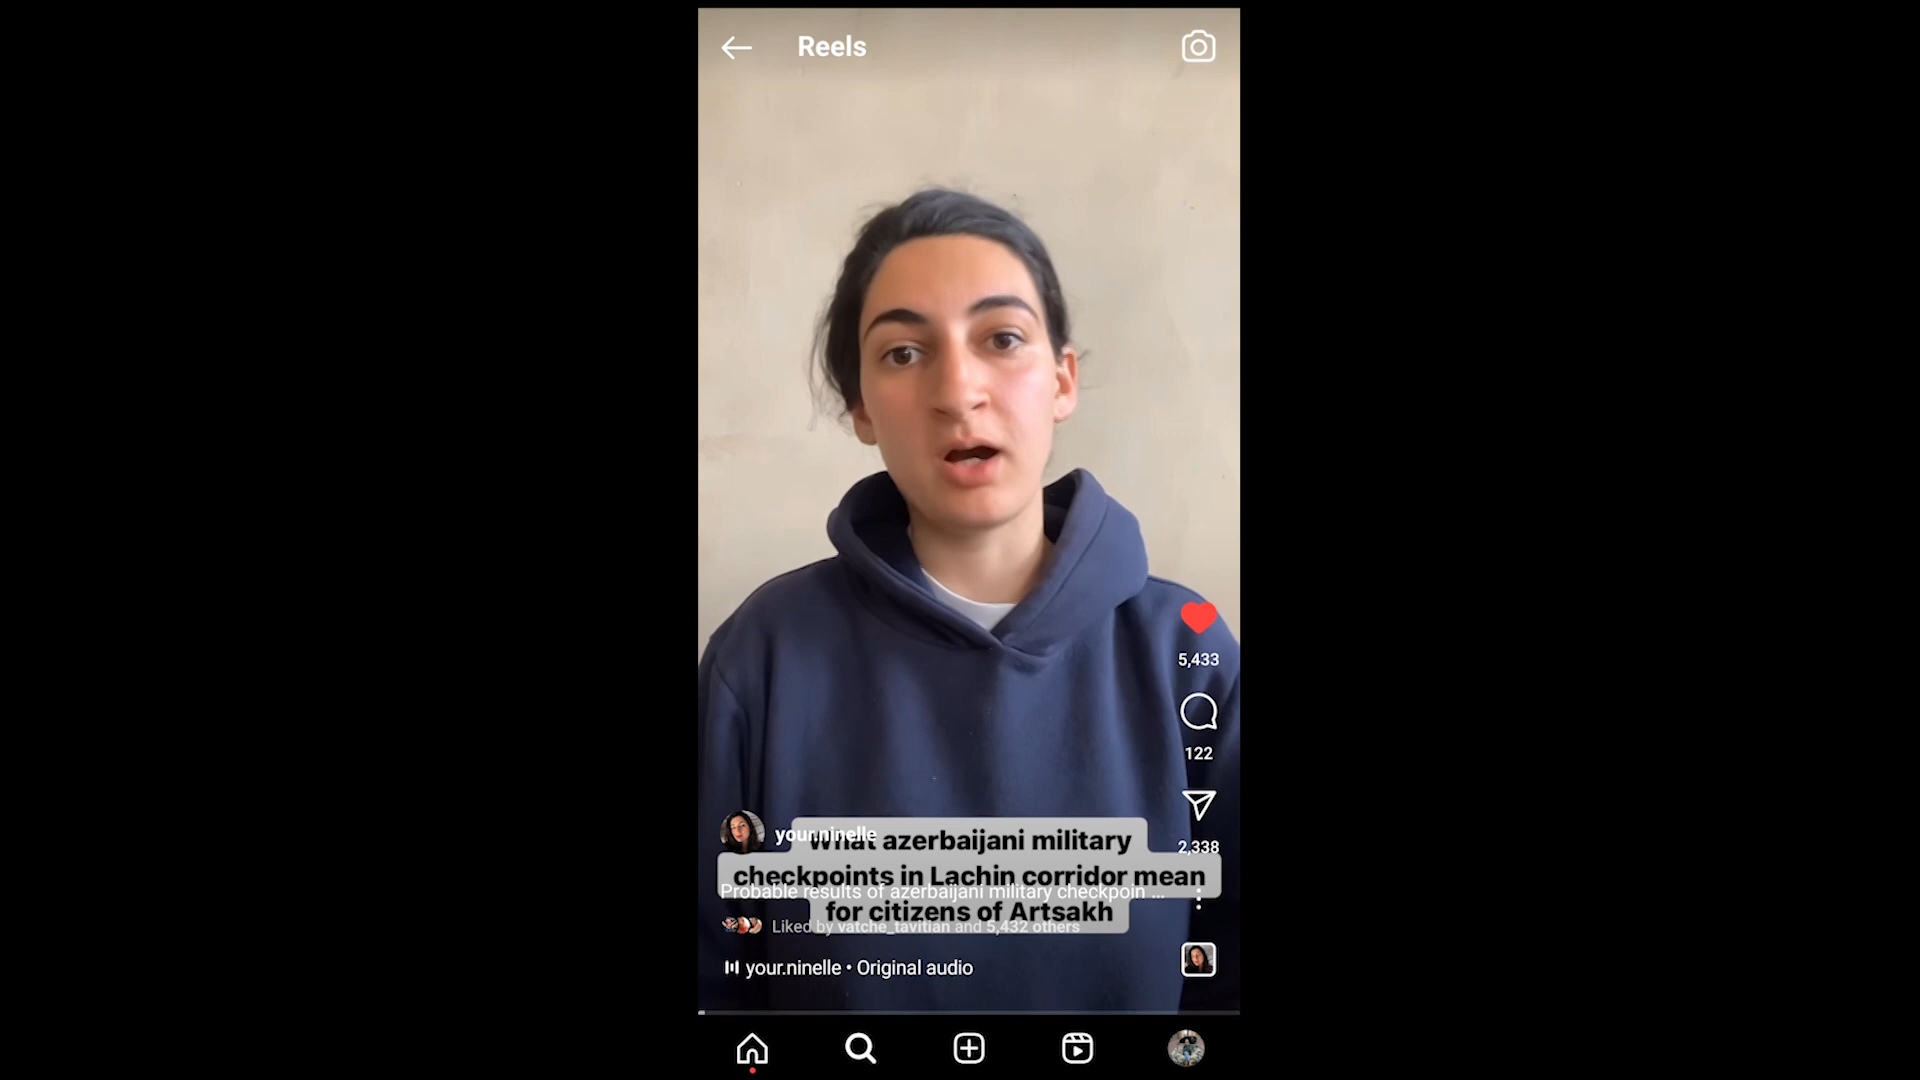 Reels
5,433
122
2,338
your.ninelle
What azerbaijani military
checkpoints in Lachin corridor mean
for citizens of Artsakh
Probable results of azerbaijani military checkpoin ...
Liked by vatche_tavitian and 5,432 others
your.ninelle • Original audio